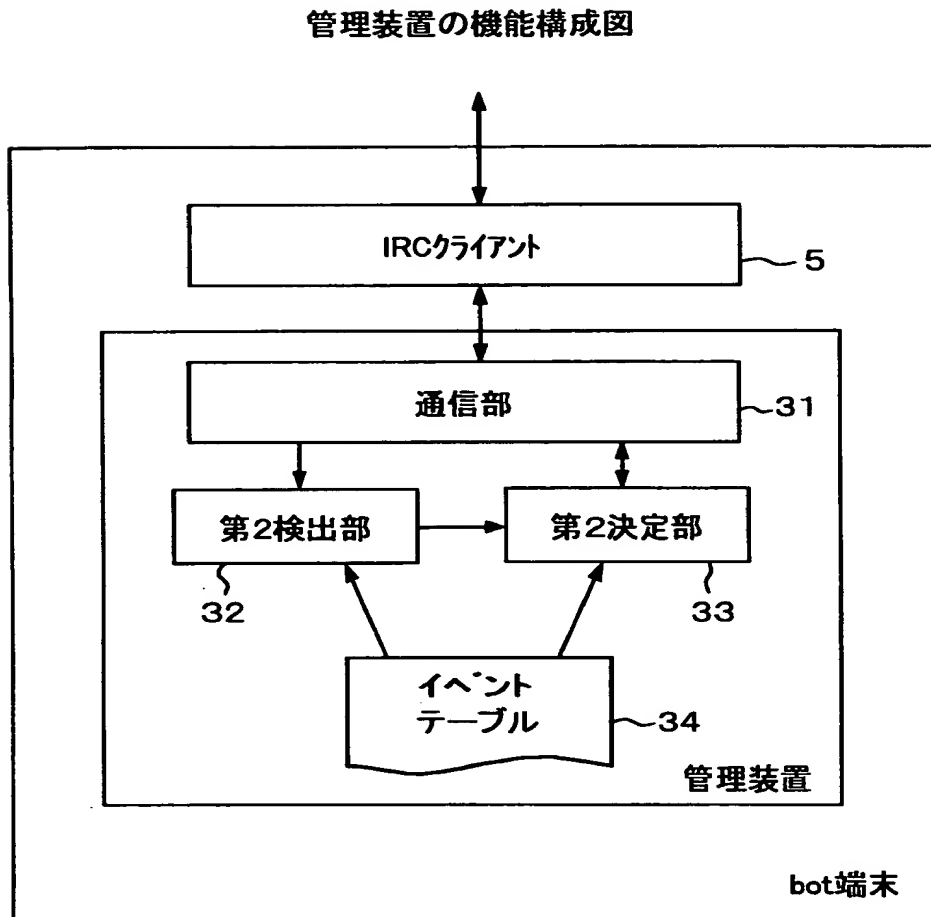 管理装置の機能構成図
IRCクライアント
5
通信部
31
第2検出部
第2決定部
32
33
イベント
テーブル
34
管理装置
bot端末